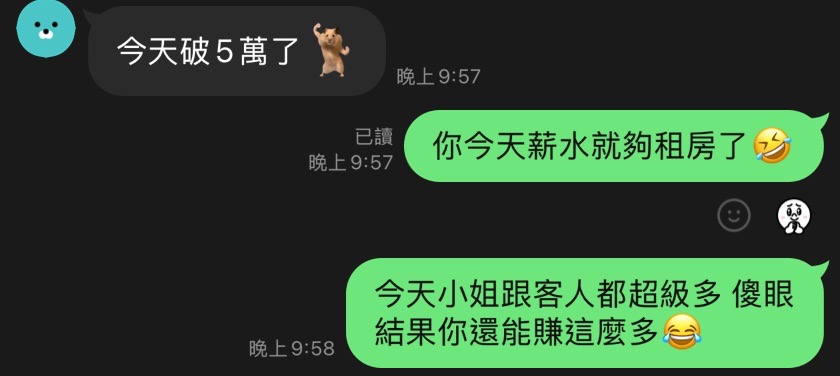 今天破5萬了
晚上9:57
已讀
晚上9:57
你今天薪水就夠租房了🤣
今天小姐跟客人都超級多 傻眼
結果你還能賺這麼多😂
晚上9:58